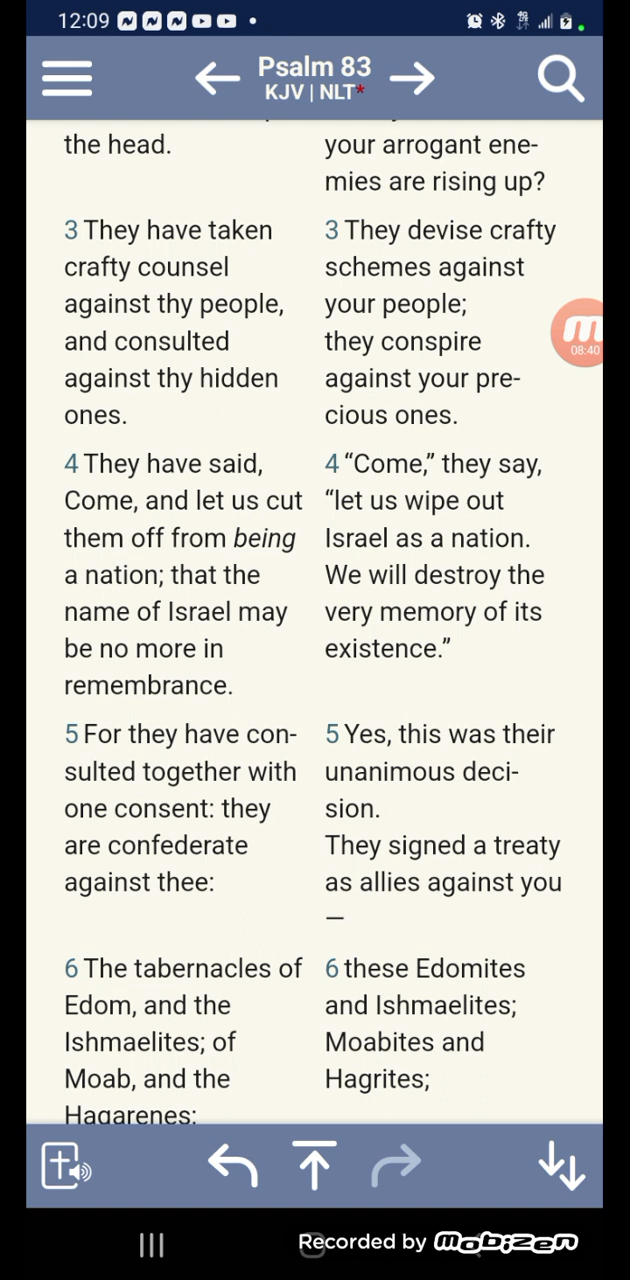 12:09
Psalm 83
KJV | NLT*
the head.
3 They have taken
crafty counsel
against thy people,
and consulted
against thy hidden
ones.
4 They have said,
Come, and let us cut
them off from being
a nation; that the
name of Israel may
be no more in
remembrance.
5 For they have con-
sulted together with
one consent: they
are confederate
against thee:
6 The tabernacles of
Edom, and the
Ishmaelites; of
Moab, and the
Hagarenes;
your arrogant ene-
mies are rising up?
3 They devise crafty
schemes against
your people;
they conspire
against your pre-
cious ones.
4 “Come,” they say,
“let us wipe out
Israel as a nation.
We will destroy the
very memory of its
existence.”
5 Yes, this was their
unanimous deci-
sion.
They signed a treaty
as allies against you
—
6 these Edomites
and Ishmaelites;
Moabites and
Hagrites;
m
08:40
Recorded by mobizen